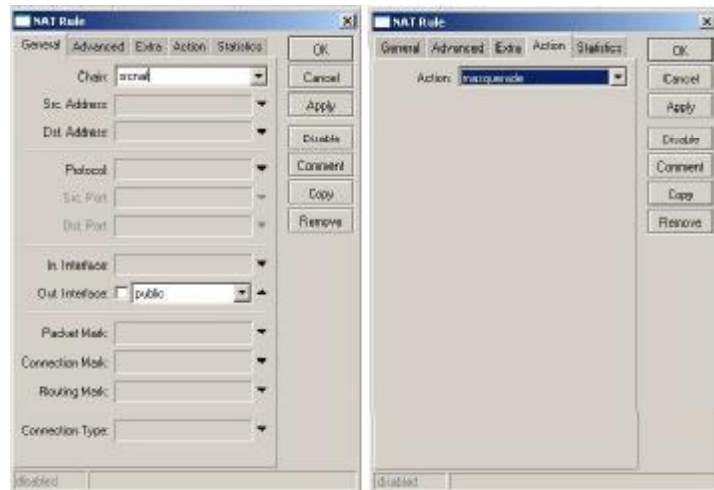 NAT Rule
General Advanced Extra Action Statistics
Chain: srcnat
Src. Address:
Dst. Address:
Protocol:
Src. Port:
Dst. Port:
In. Interface:
Out. Interface: public
Packet Mark:
Connection Mark:
Routing Mark:
Connection Type:
OK
Cancel
Apply
Disable
Comment
Copy
Remove
disabled
NAT Rule
General Advanced Extra Action Statistics
Action: masquerade
OK
Cancel
Apply
Disable
Comment
Copy
Remove
disabled